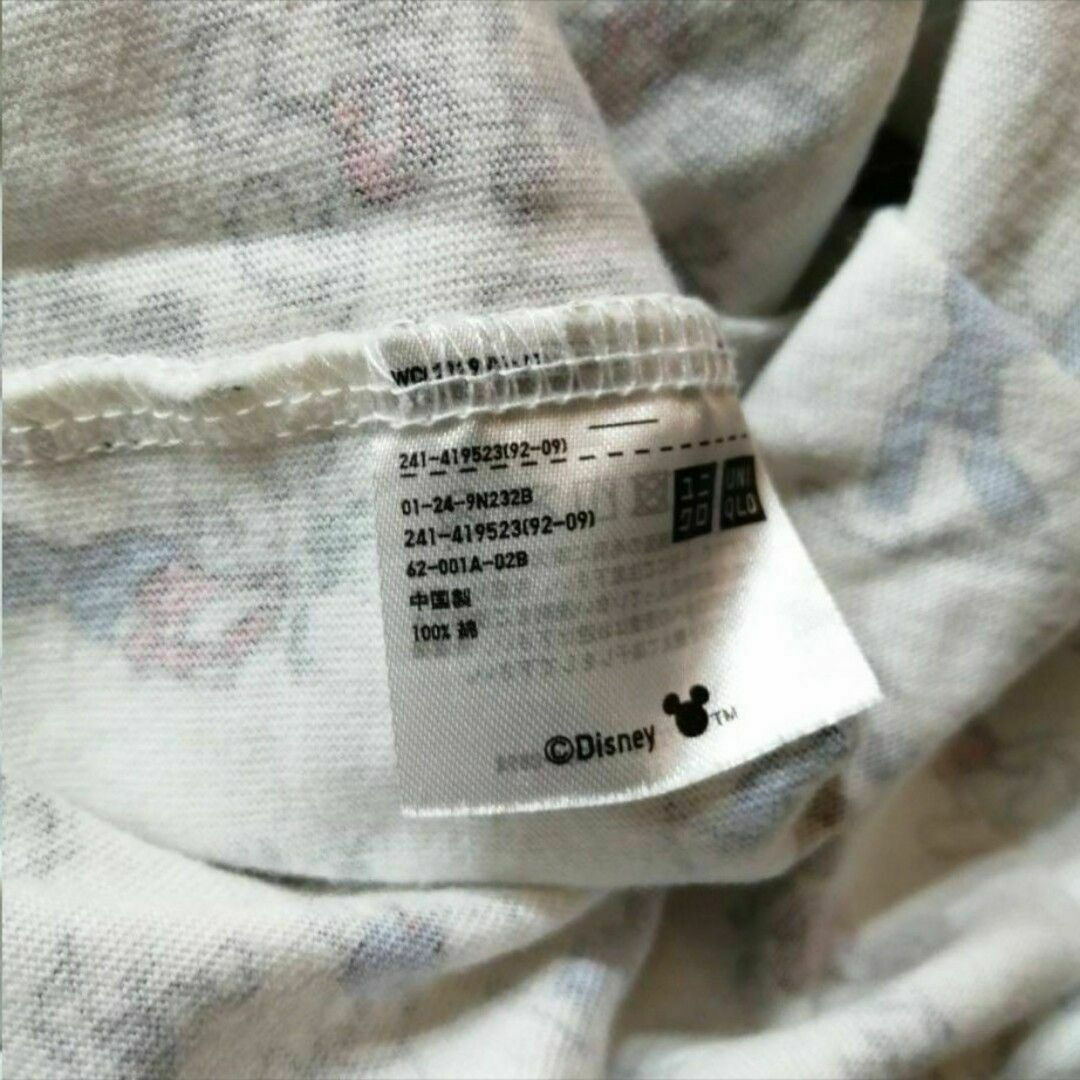 241-419523(92-09)
01-24-9N232B
241-419523(92-09)
62-001A-02B
中国製
100% 綿
ユニ
クロ
UNI
QLO
©Disney
TM